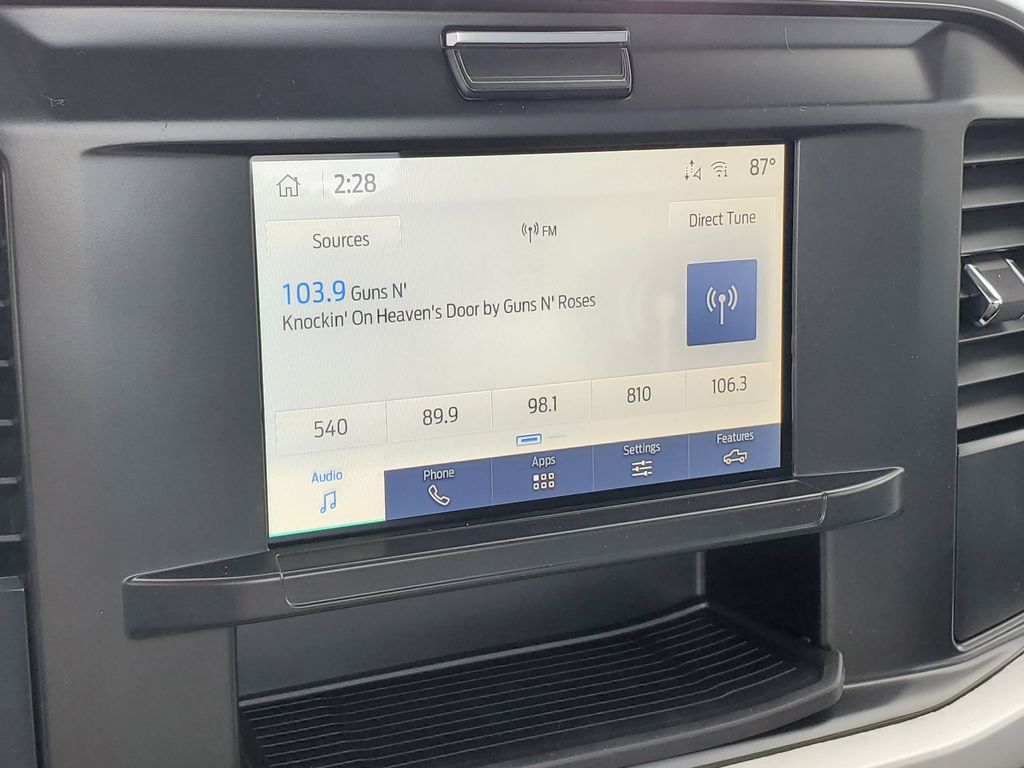 2:28
87°
Sources
FM
Direct Tune
103.9 Guns N'
Knockin' On Heaven's Door by Guns N' Roses
540 89.9 98.1 810 106.3
Audio Phone Apps Settings Features